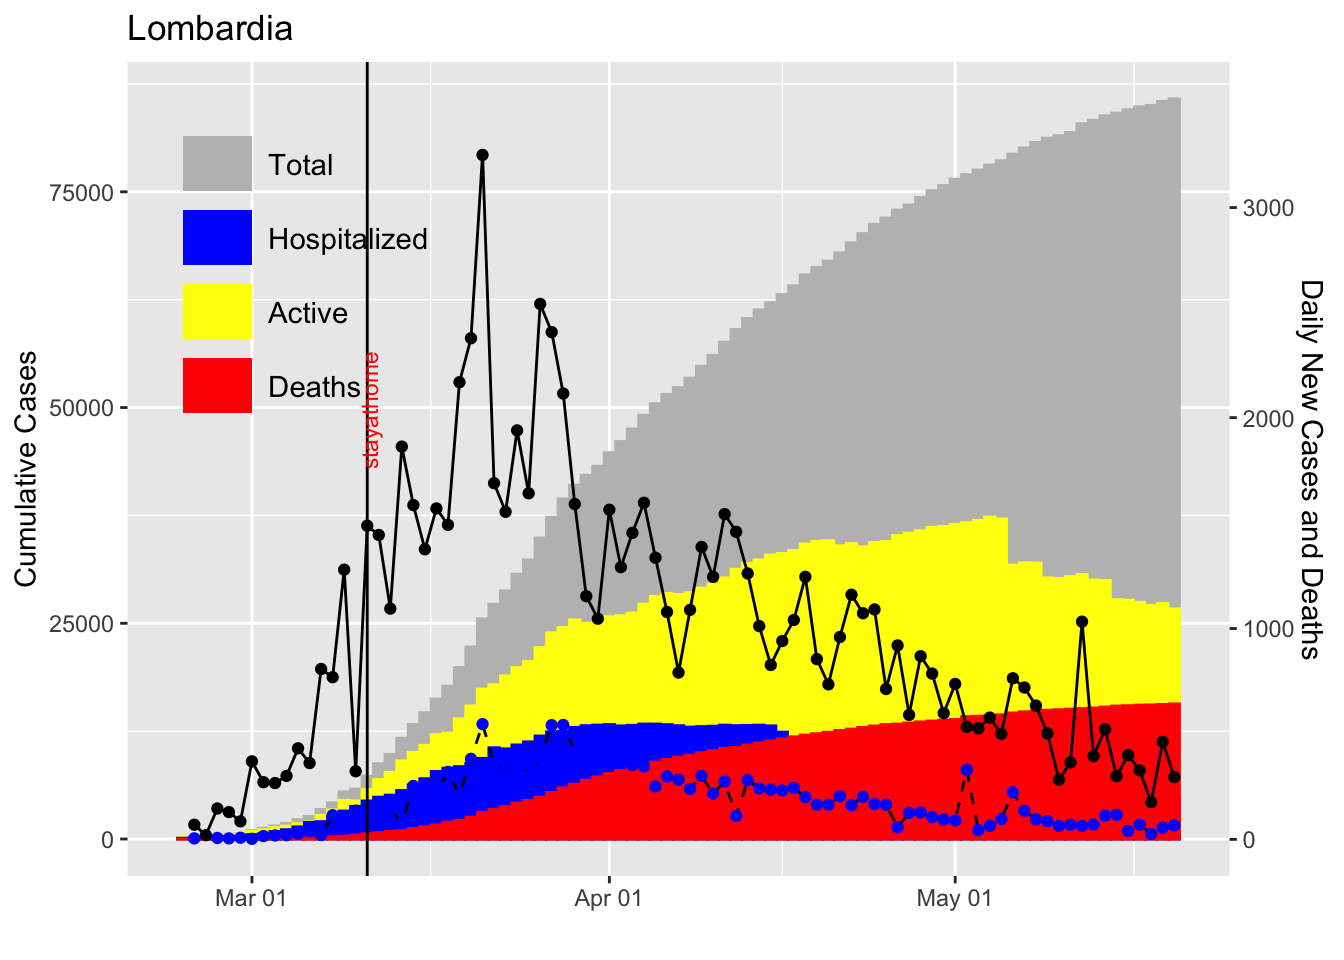 Lombardia
Total
Hospitalized
Active
Deaths
stayathome
Cumulative Cases
75000
50000
25000
0
3000
2000
1000
0
Daily New Cases and Deaths
Mar 01
Apr 01
May 01